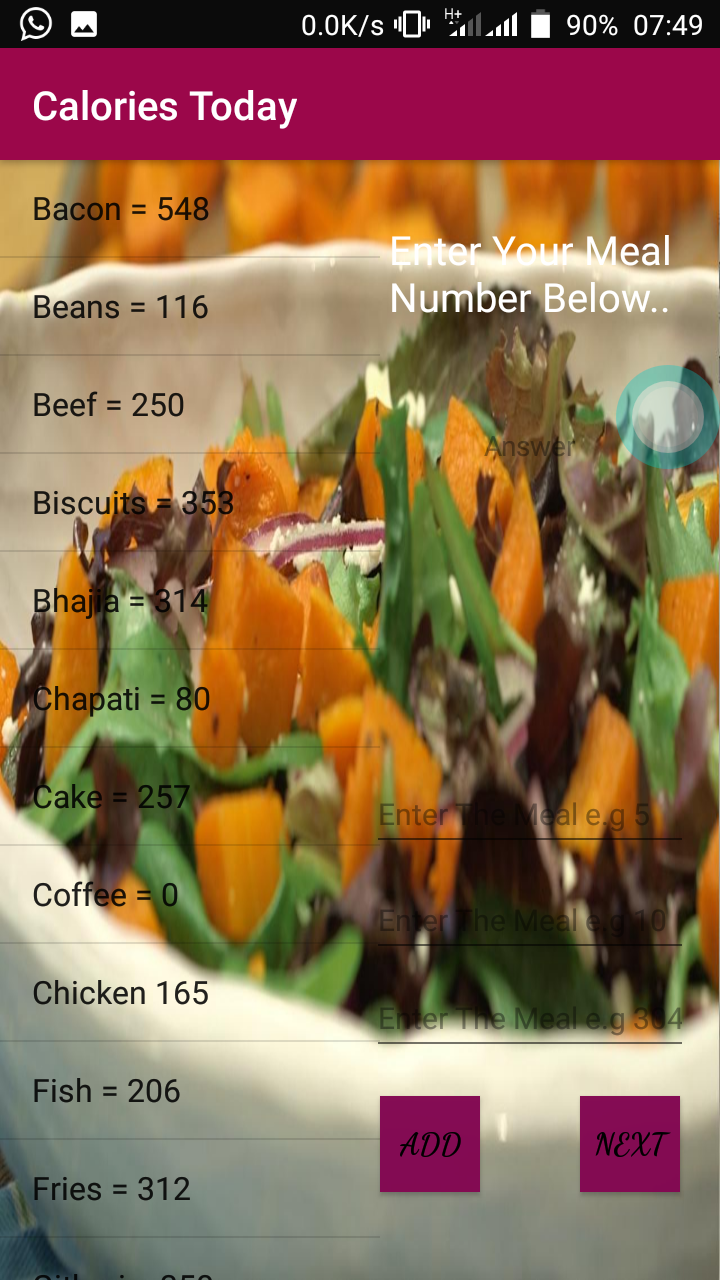 0.0K/s H+ 90% 07:49
Calories Today
Bacon = 548
Beans = 116
Beef = 250
Biscuits = 353
Bhajia = 314
Chapati = 80
Cake = 257
Coffee = 0
Chicken 165
Fish = 206
Fries = 312
Enter Your Meal
Number Below..
Answer
Enter The Meal e.g 5
Enter The Meal e.g 10
Enter The Meal e.g 304
ADD
NEXT